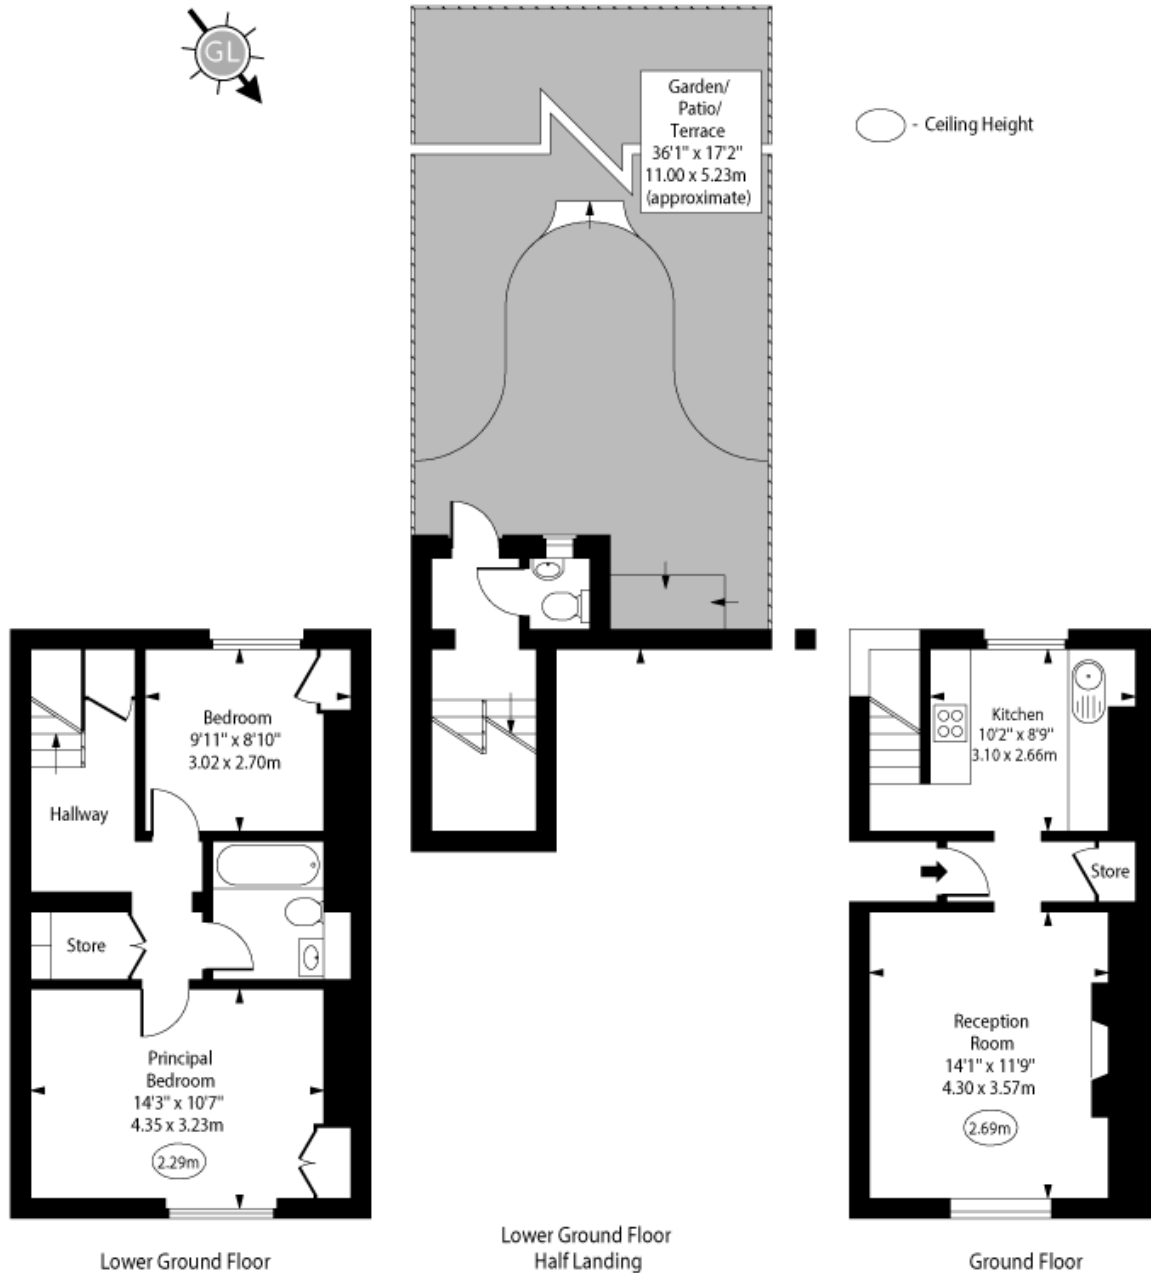 GL
Garden/
Patio/
Terrace
36'1" x 17'2"
11.00 x 5.23m
(approximate)
- Ceiling Height
Bedroom
9'11" x 8'10"
3.02 x 2.70m
Hallway
Store
Principal
Bedroom
14'3" x 10'7"
4.35 x 3.23m
2.29m
Lower Ground Floor
Lower Ground Floor
Half Landing
Kitchen
10'2" x 8'9"
3.10 x 2.66m
Store
Reception
Room
14'1" x 11'9"
4.30 x 3.57m
2.69m
Ground Floor